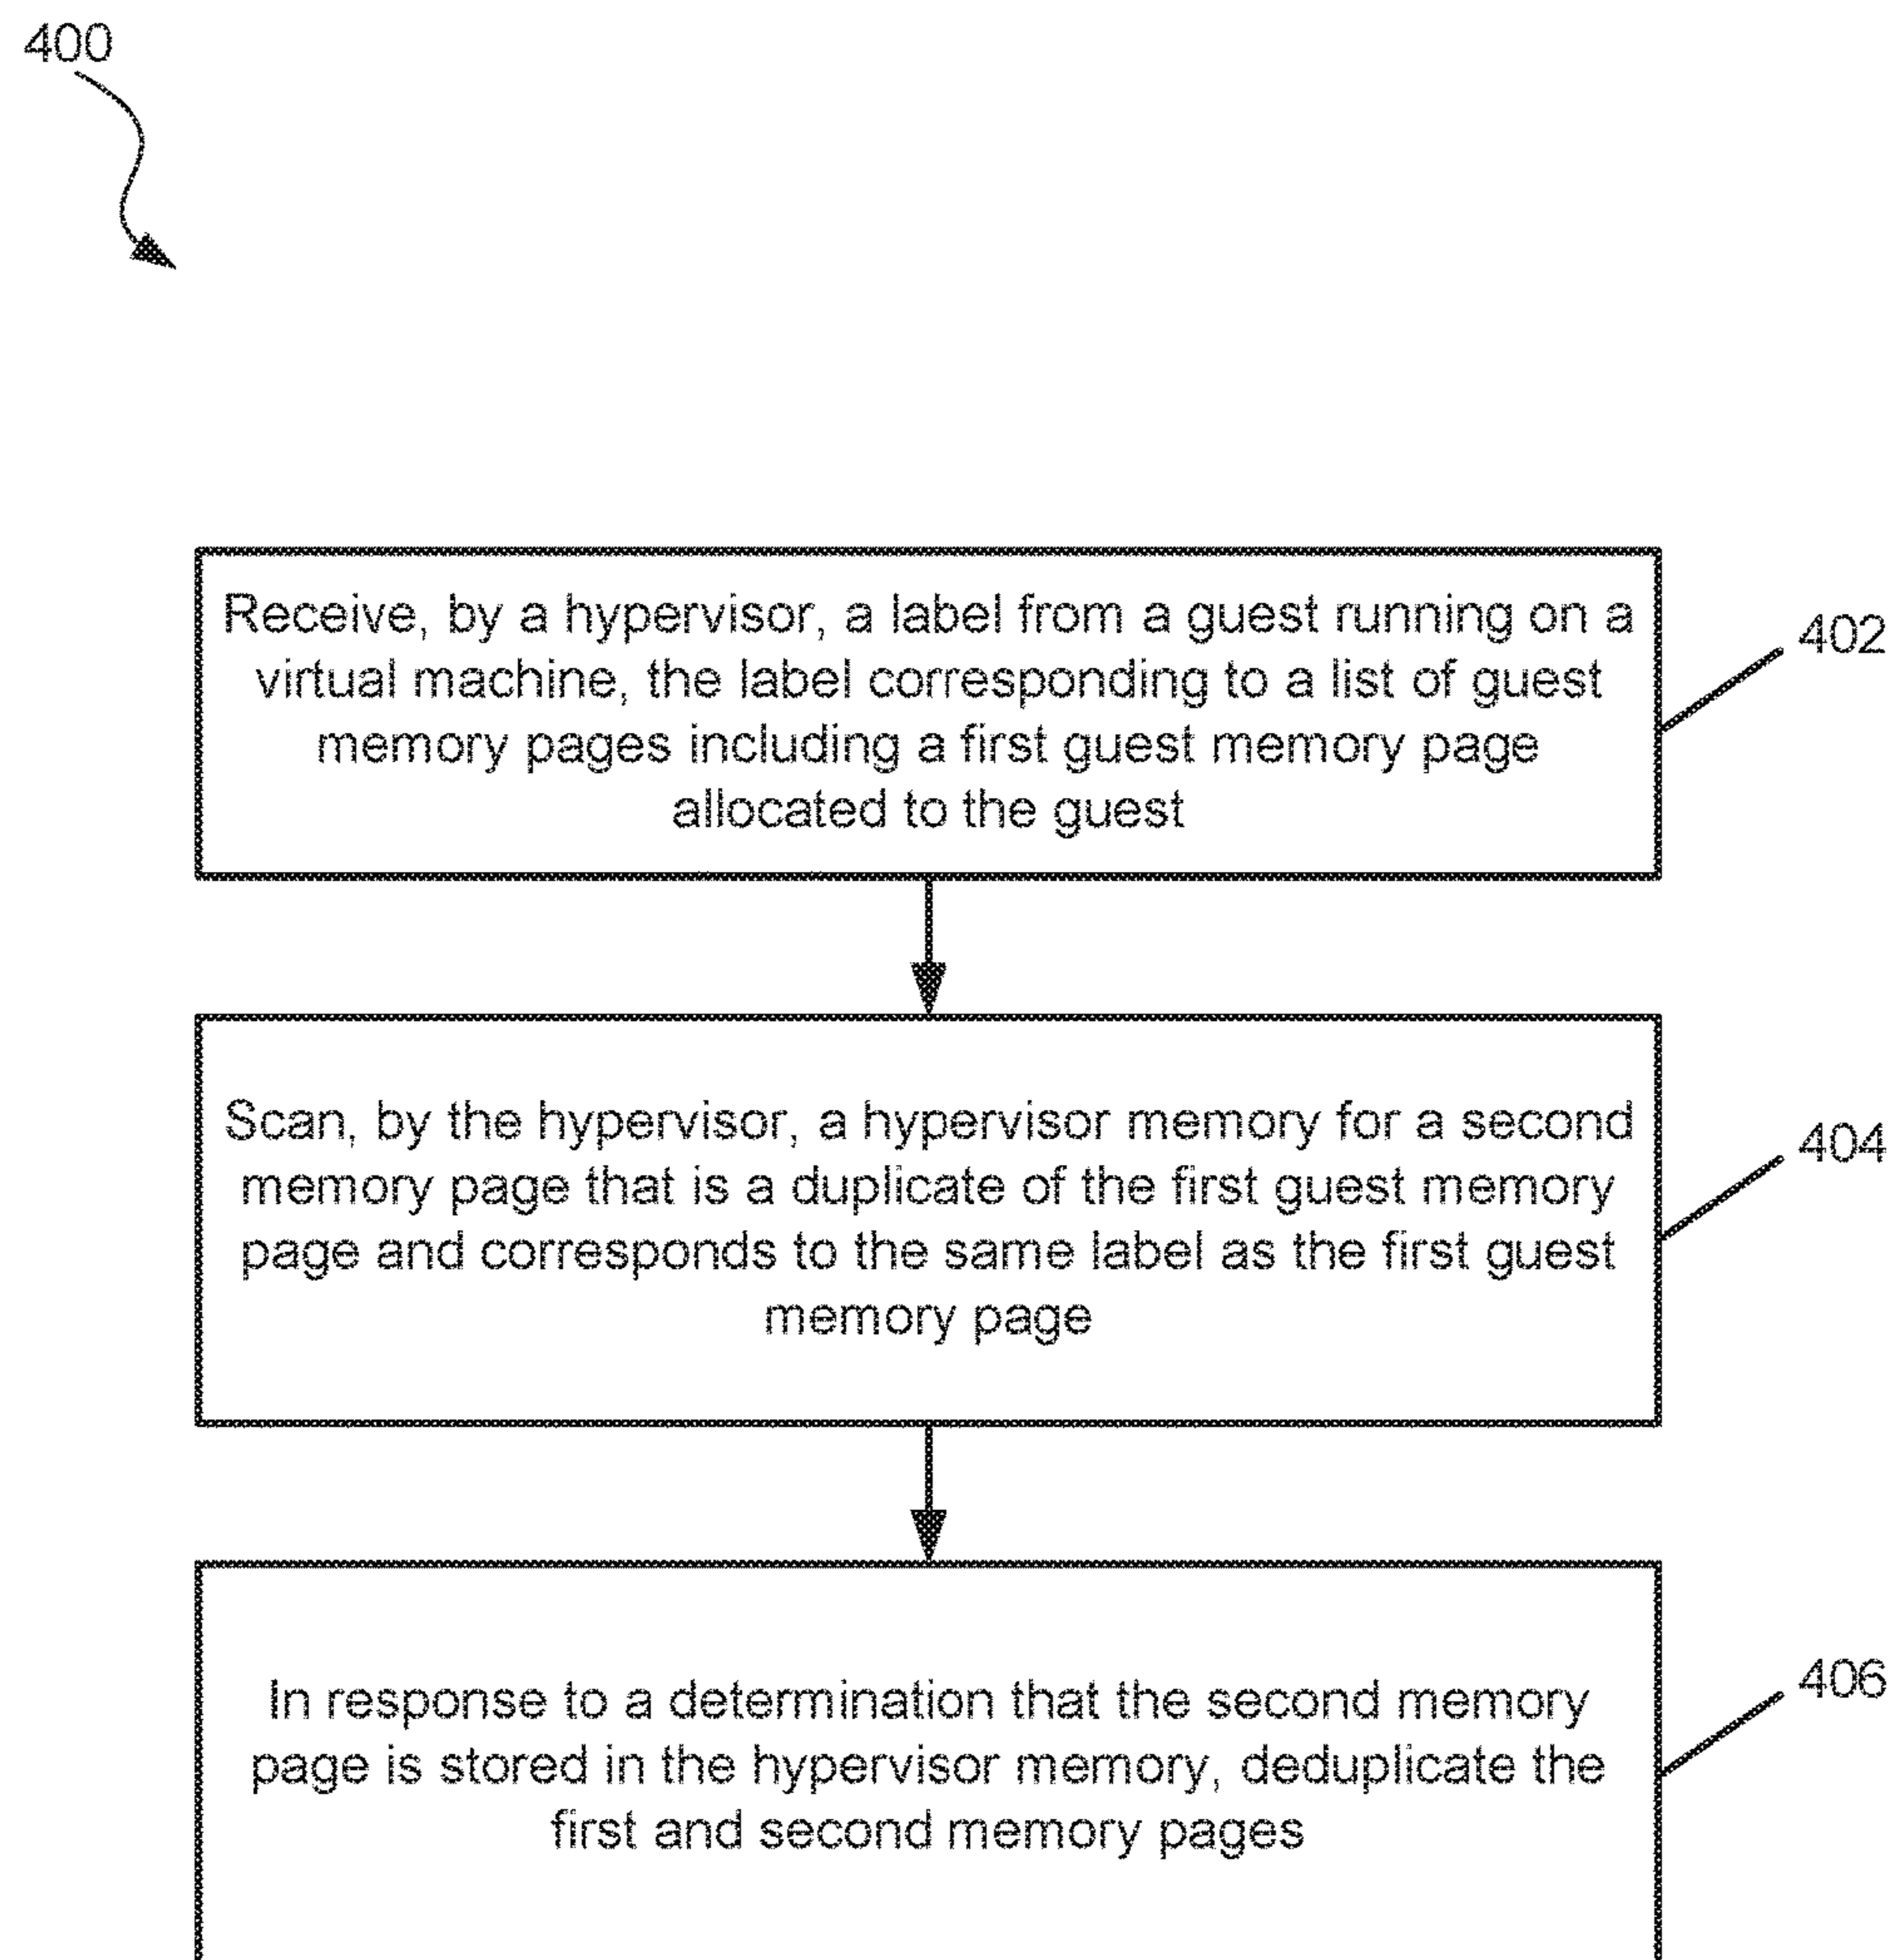 400
Receive, by a hypervisor, a label from a guest running on a
virtual machine, the label corresponding to a list of guest
memory pages including a first guest memory page
allocated to the guest
402
Scan, by the hypervisor, a hypervisor memory for a second
memory page that is a duplicate of the first guest memory
page and corresponds to the same label as the first guest
memory page
404
In response to a determination that the second memory
page is stored in the hypervisor memory, deduplicate the
first and second memory pages
406